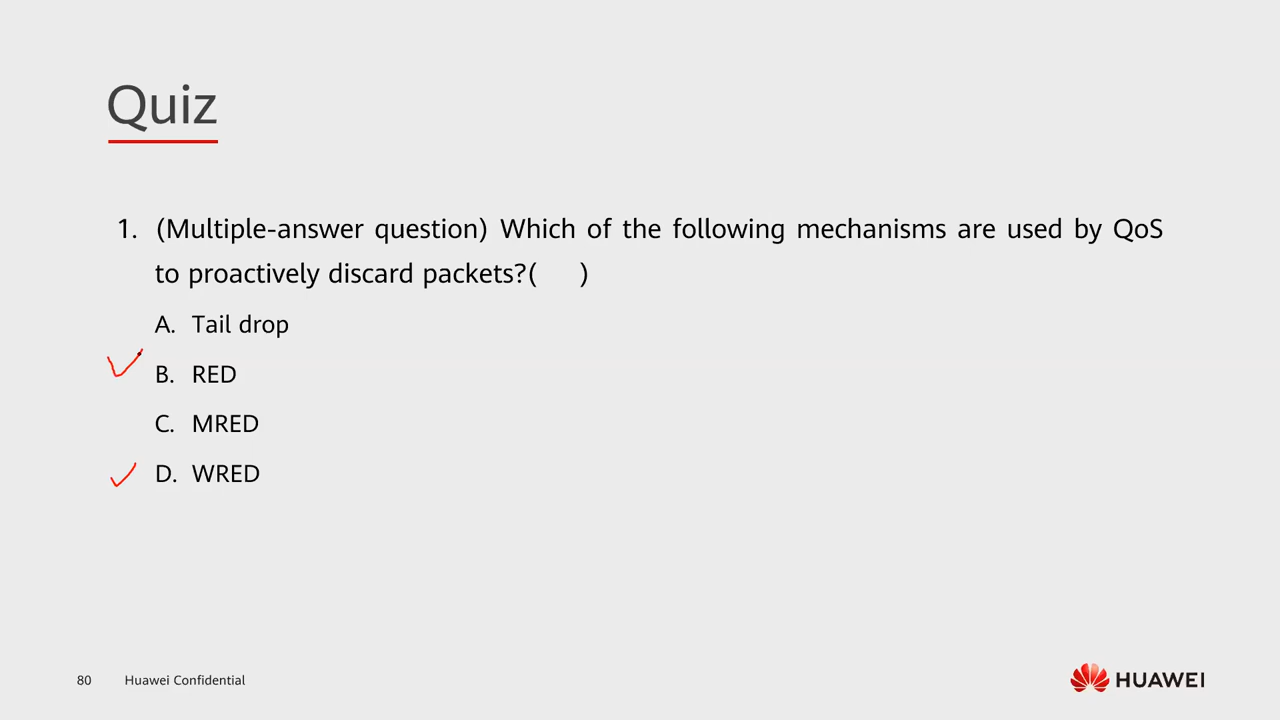 Quiz
1. (Multiple-answer question) Which of the following mechanisms are used by QoS
to proactively discard packets?( )
A. Tail drop
B. RED
C. MRED
D. WRED
80 Huawei Confidential
HUAWEI